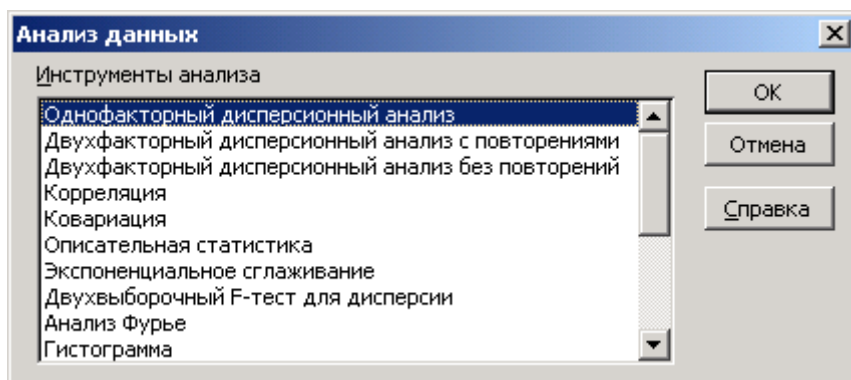 Анализ данных
Инструменты анализа
Однофакторный дисперсионный анализ
Двухфакторный дисперсионный анализ с повторениями
Двухфакторный дисперсионный анализ без повторений
Корреляция
Ковариация
Описательная статистика
Экспоненциальное сглаживание
Двухвыборочный F-тест для дисперсии
Анализ Фурье
Гистограмма
OK
Отмена
Справка